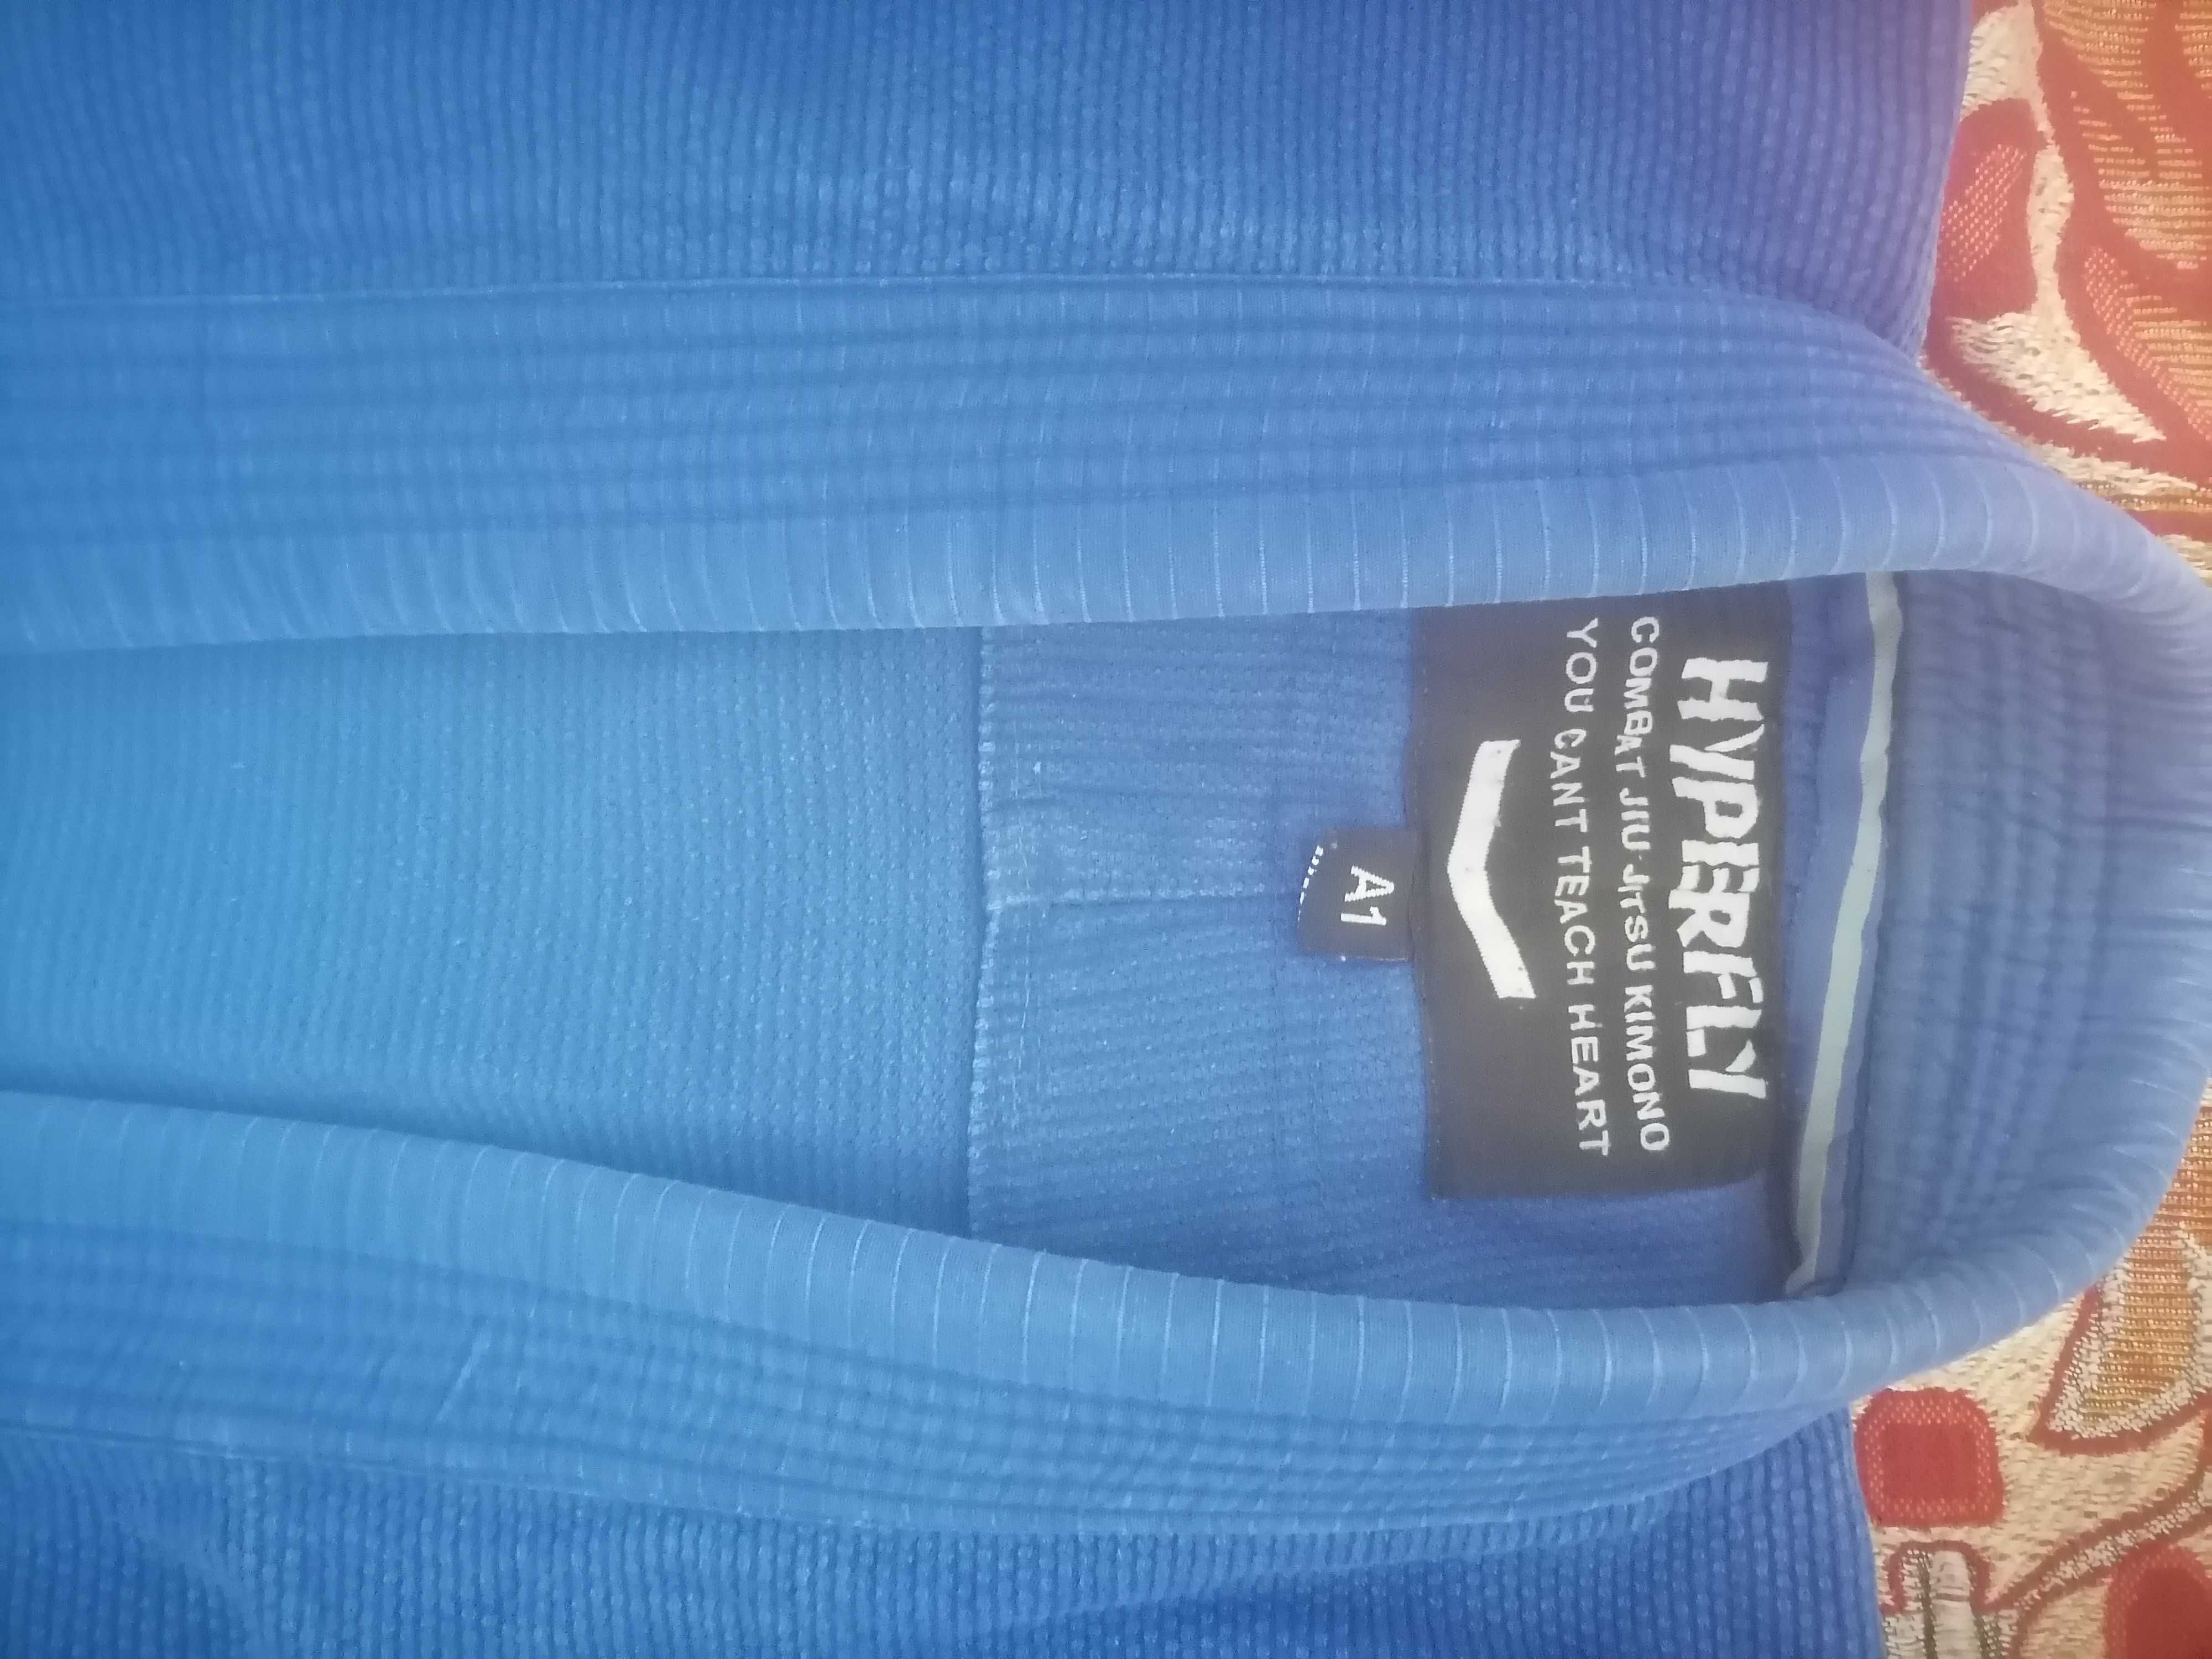 HYPERFLY
COMBAT JIU-JITSU KIMONO
YOU CANT TEACH HEART
A1